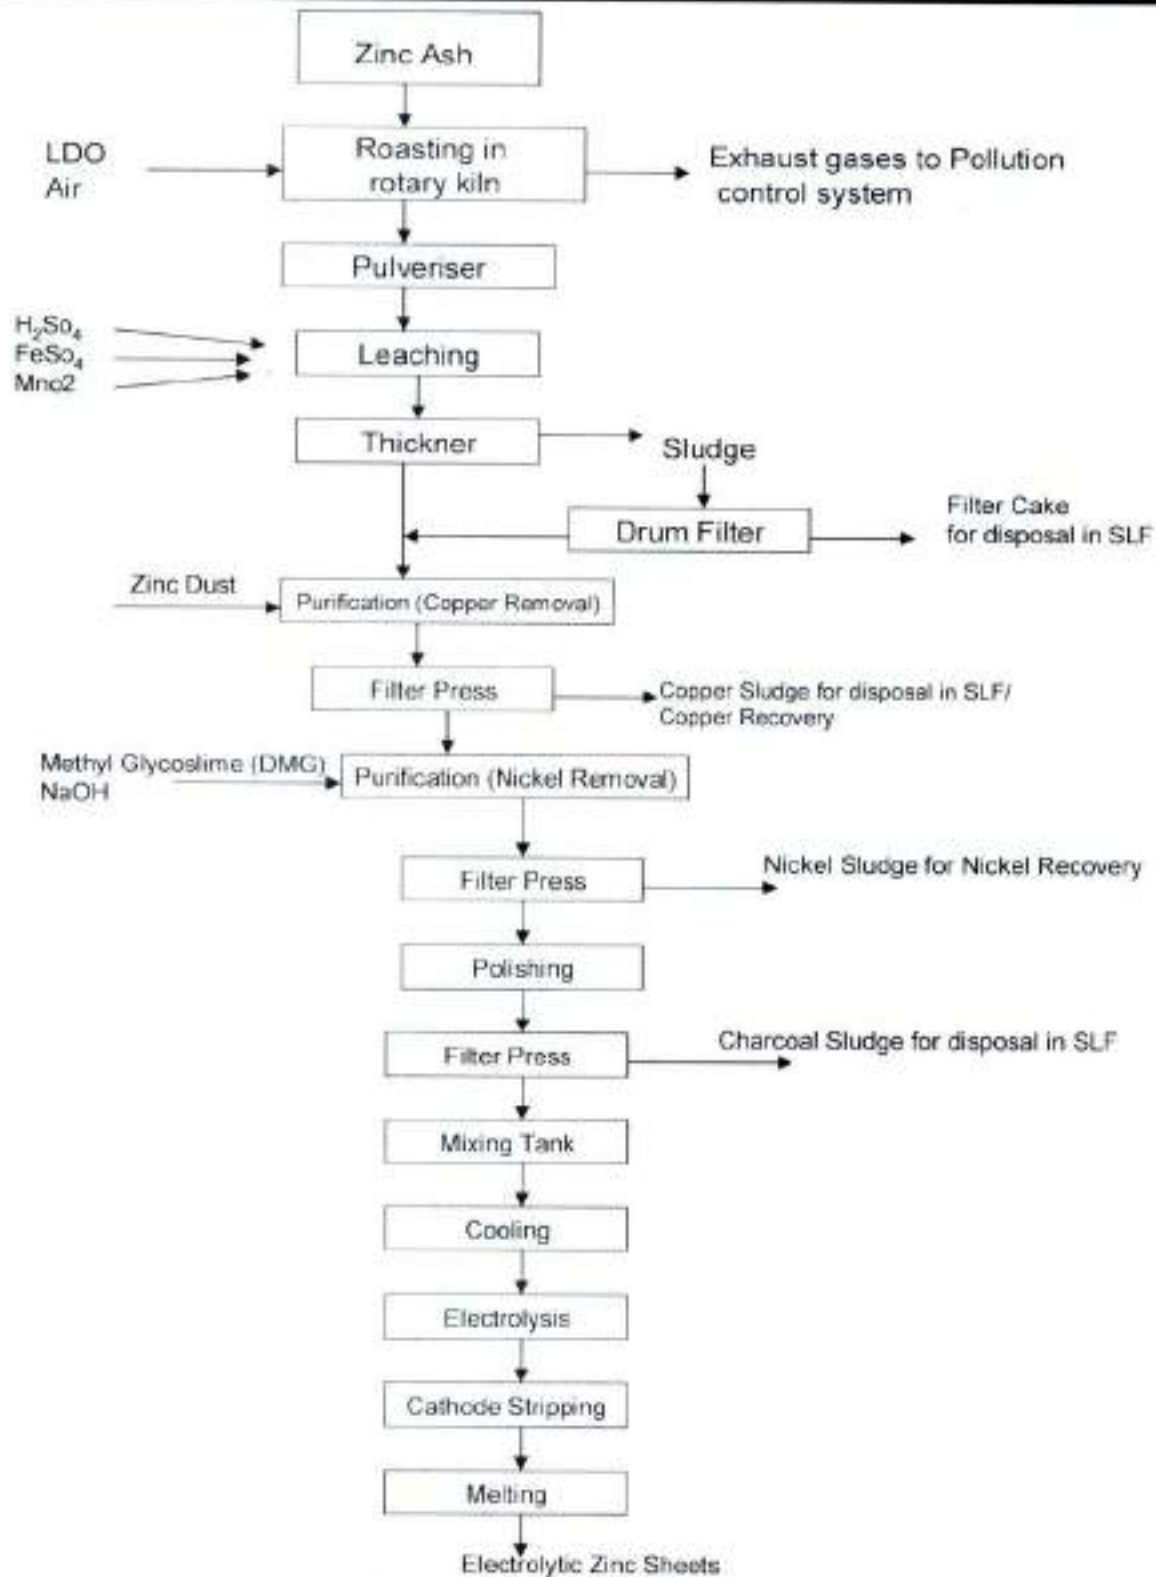 Zinc Ash
LDO
Air
Roasting in
rotary kiln
Exhaust gases to Pollution
control system
Pulveriser
H₂So₄
FeSo₄
Mno2
Leaching
Thickner
Sludge
Drum Filter
Filter Cake
for disposal in SLF
Zinc Dust
Purification (Copper Removal)
Filter Press
Copper Sludge for disposal in SLF/
Copper Recovery
Methyl Glycoslime (DMG)
NaOH
Purification (Nickel Removal)
Filter Press
Nickel Sludge for Nickel Recovery
Polishing
Filter Press
Charcoal Sludge for disposal in SLF
Mixing Tank
Cooling
Electrolysis
Cathode Stripping
Melting
Electrolytic Zinc Sheets